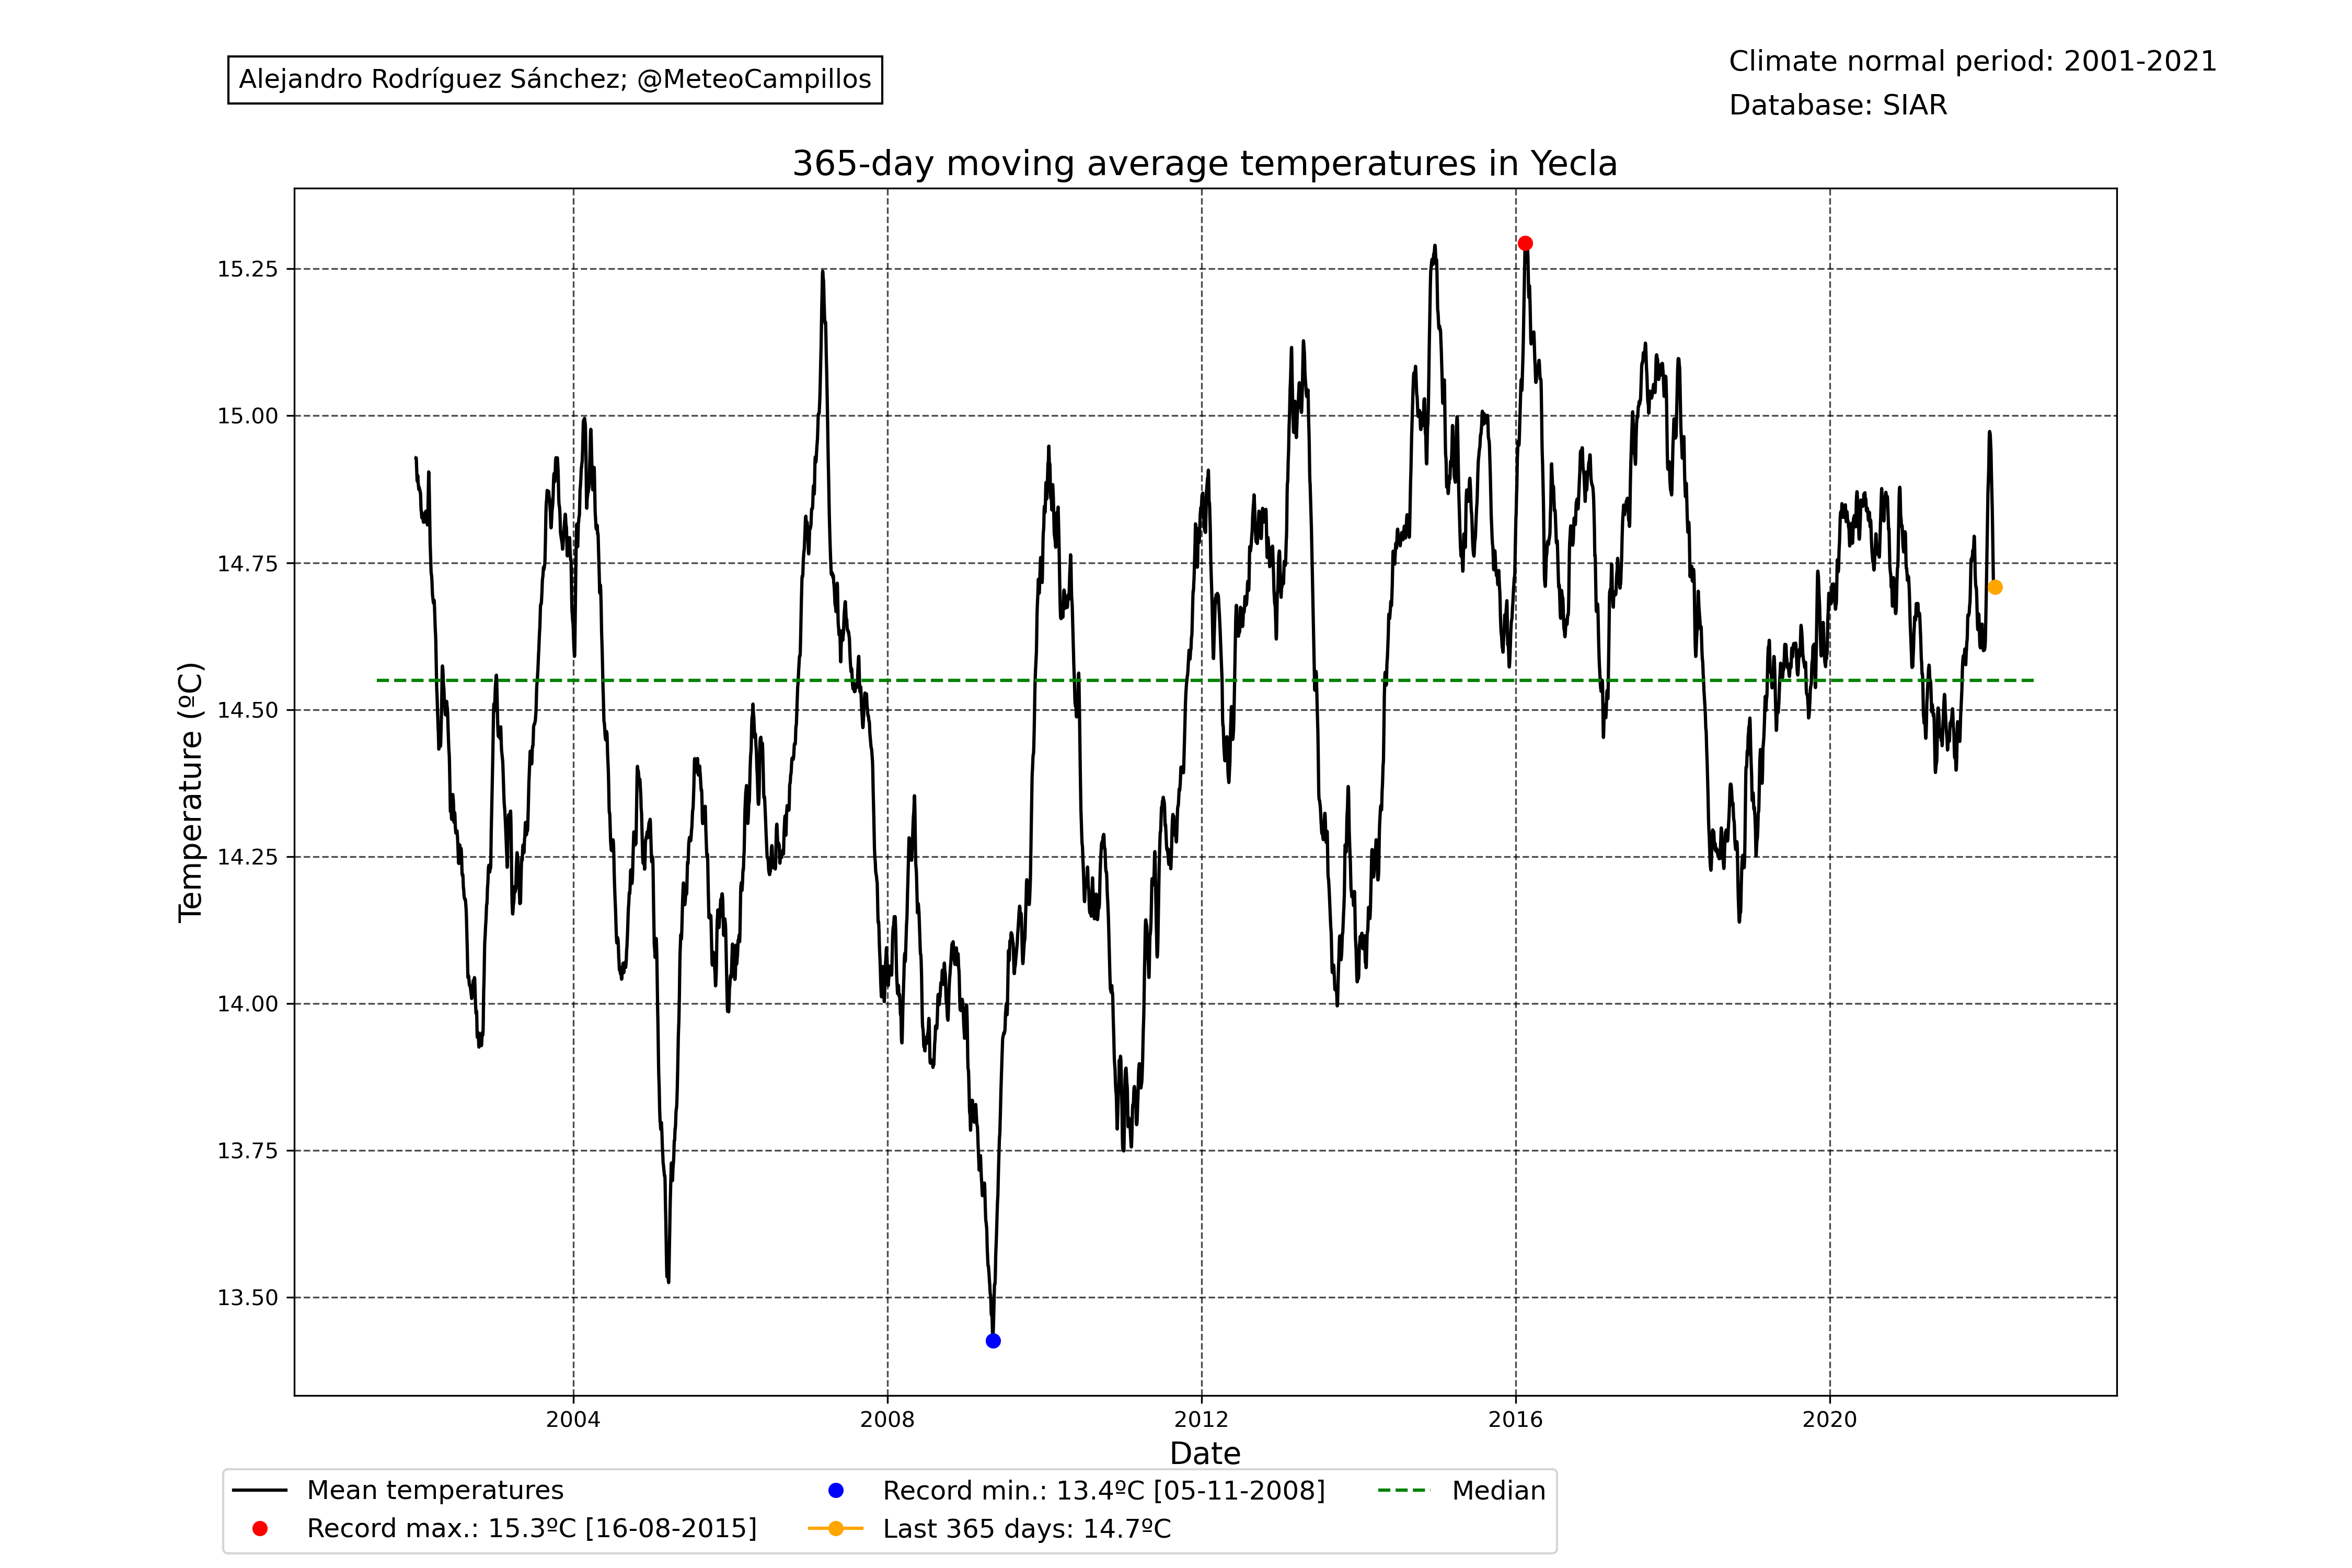 Alejandro Rodríguez Sánchez; @MeteoCampillos
Climate normal period: 2001-2021
Database: SIAR
365-day moving average temperatures in Yecla
Temperature (ºC)
15.25
15.00
14.75
14.50
14.25
14.00
13.75
13.50
2004 2008 2012 2016 2020
Date
Mean temperatures
Record max.: 15.3ºC [16-08-2015]
Record min.: 13.4ºC [05-11-2008]
Last 365 days: 14.7ºC
Median